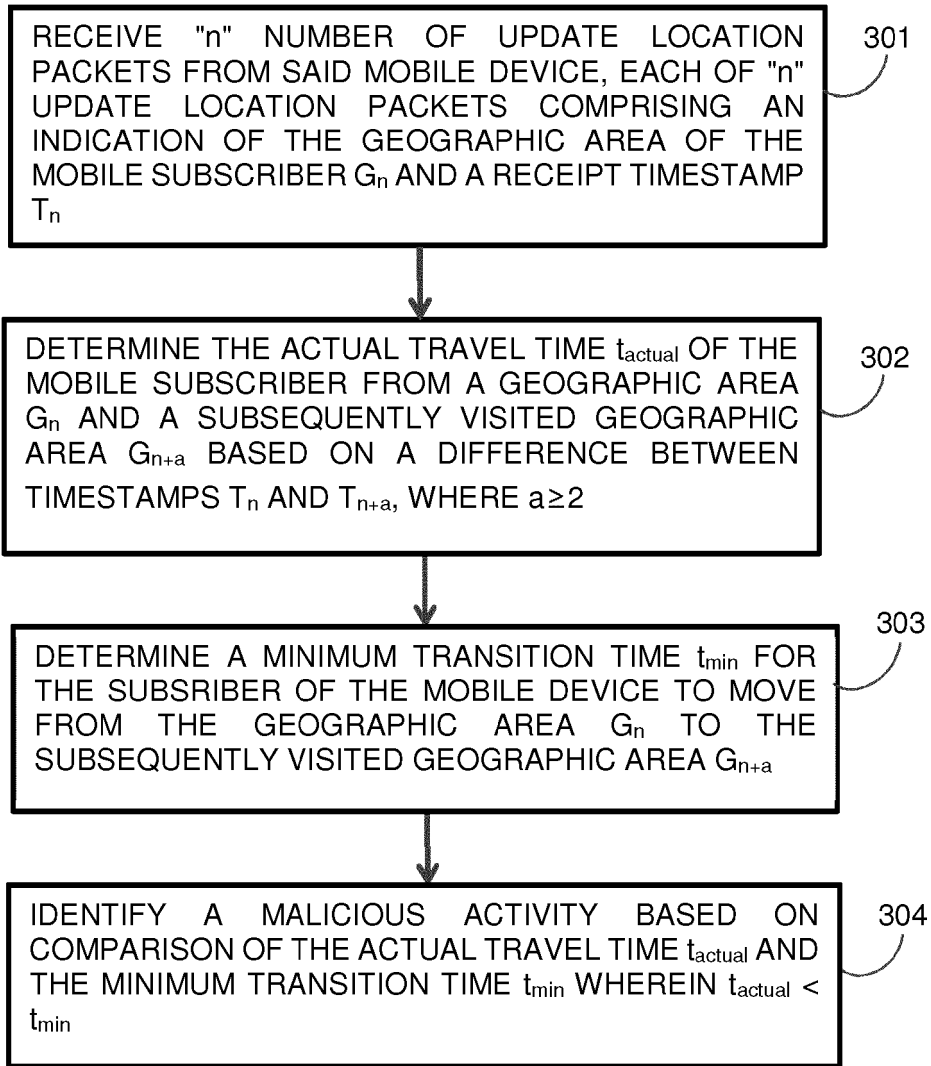 RECEIVE "n" NUMBER OF UPDATE LOCATION
PACKETS FROM SAID MOBILE DEVICE, EACH OF "n"
UPDATE LOCATION PACKETS COMPRISING AN
INDICATION OF THE GEOGRAPHIC AREA OF THE
MOBILE SUBSCRIBER Gn AND A RECEIPT TIMESTAMP
Tn
301
DETERMINE THE ACTUAL TRAVEL TIME tactual OF THE
MOBILE SUBSCRIBER FROM A GEOGRAPHIC AREA
Gn AND A SUBSEQUENTLY VISITED GEOGRAPHIC
AREA Gn+a BASED ON A DIFFERENCE BETWEEN
TIMESTAMPS Tn AND Tn+a, WHERE a≥2
302
DETERMINE A MINIMUM TRANSITION TIME tmin FOR
THE SUBSRIBER OF THE MOBILE DEVICE TO MOVE
FROM THE GEOGRAPHIC AREA Gn TO THE
SUBSEQUENTLY VISITED GEOGRAPHIC AREA Gn+a
303
IDENTIFY A MALICIOUS ACTIVITY BASED ON
COMPARISON OF THE ACTUAL TRAVEL TIME tactual AND
THE MINIMUM TRANSITION TIME tmin WHEREIN tactual <
tmin
304